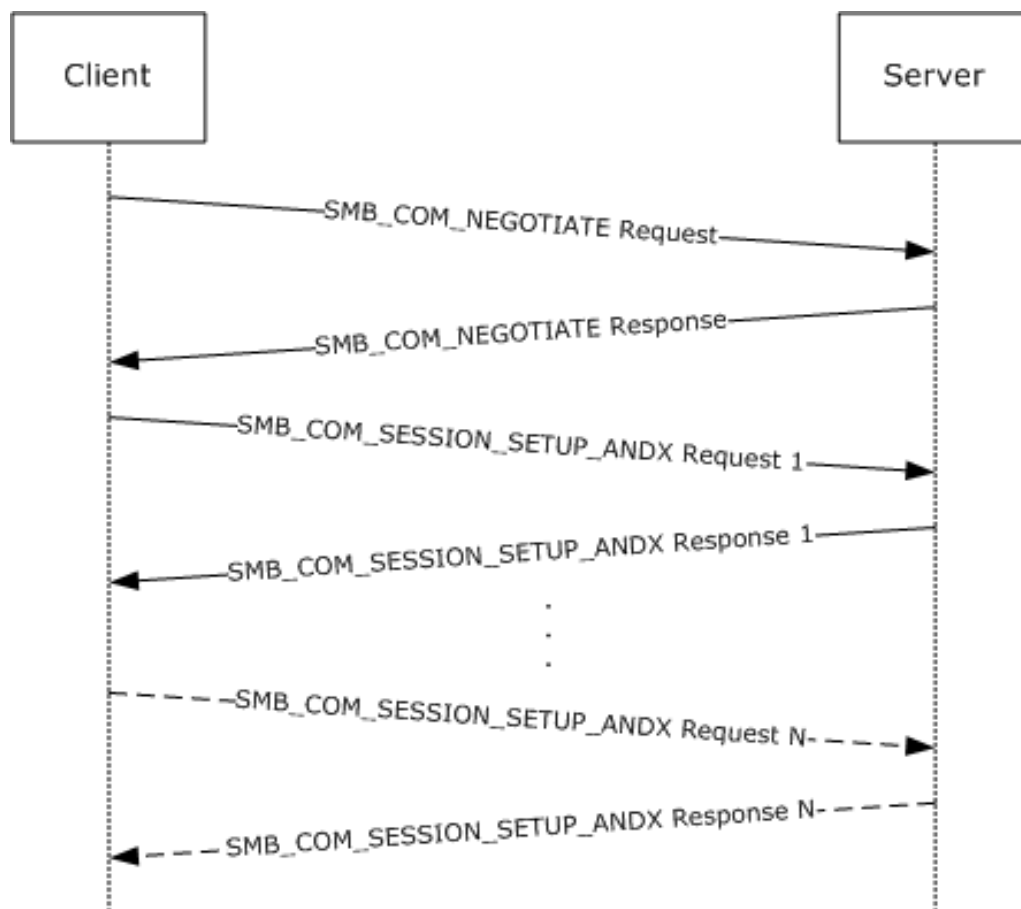 Client
Server
SMB_COM_NEGOTIATE Request
SMB_COM_NEGOTIATE Response
SMB_COM_SESSION_SETUP_ANDX Request 1
SMB_COM_SESSION_SETUP_ANDX Response 1
.
.
.
SMB_COM_SESSION_SETUP_ANDX Request N
SMB_COM_SESSION_SETUP_ANDX Response N